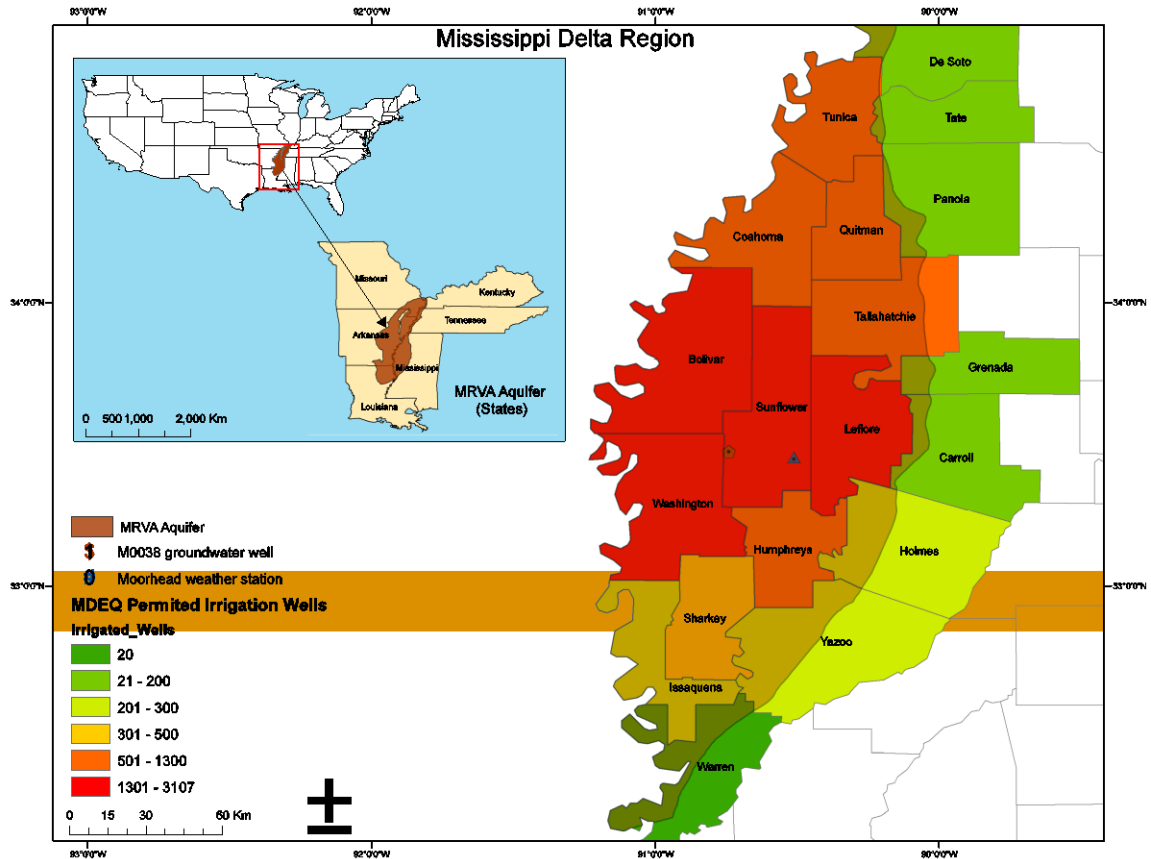 93°0'0"W 92°0'0"W 91°0'0"W 90°0'0"W
Mississippi Delta Region
De Soto
Tunica
Tate
Panola
Coahoma
Quitman
34°0'0"N
34°0'0"N
Tallahatchie
Bolivar
Grenada
Sunflower
Leflore
Carroll
Washington
Humphreys
Holmes
33°0'0"N
33°0'0"N
Sharkey
Yazoo
Issaquens
Warren
Missouri
Kentucky
Tennessee
Arkansas
Mississippi
Louisiana
MRVA Aquifer
(States)
0 500 1,000 2,000 Km
MRVA Aquifer
M0038 groundwater well
Moorhead weather station
MDEQ Permited Irrigation Wells
Irrigated_Wells
20
21 - 200
201 - 300
301 - 500
501 - 1300
1301 - 3107
0 15 30 60 Km
93°0'0"W 92°0'0"W 91°0'0"W 90°0'0"W